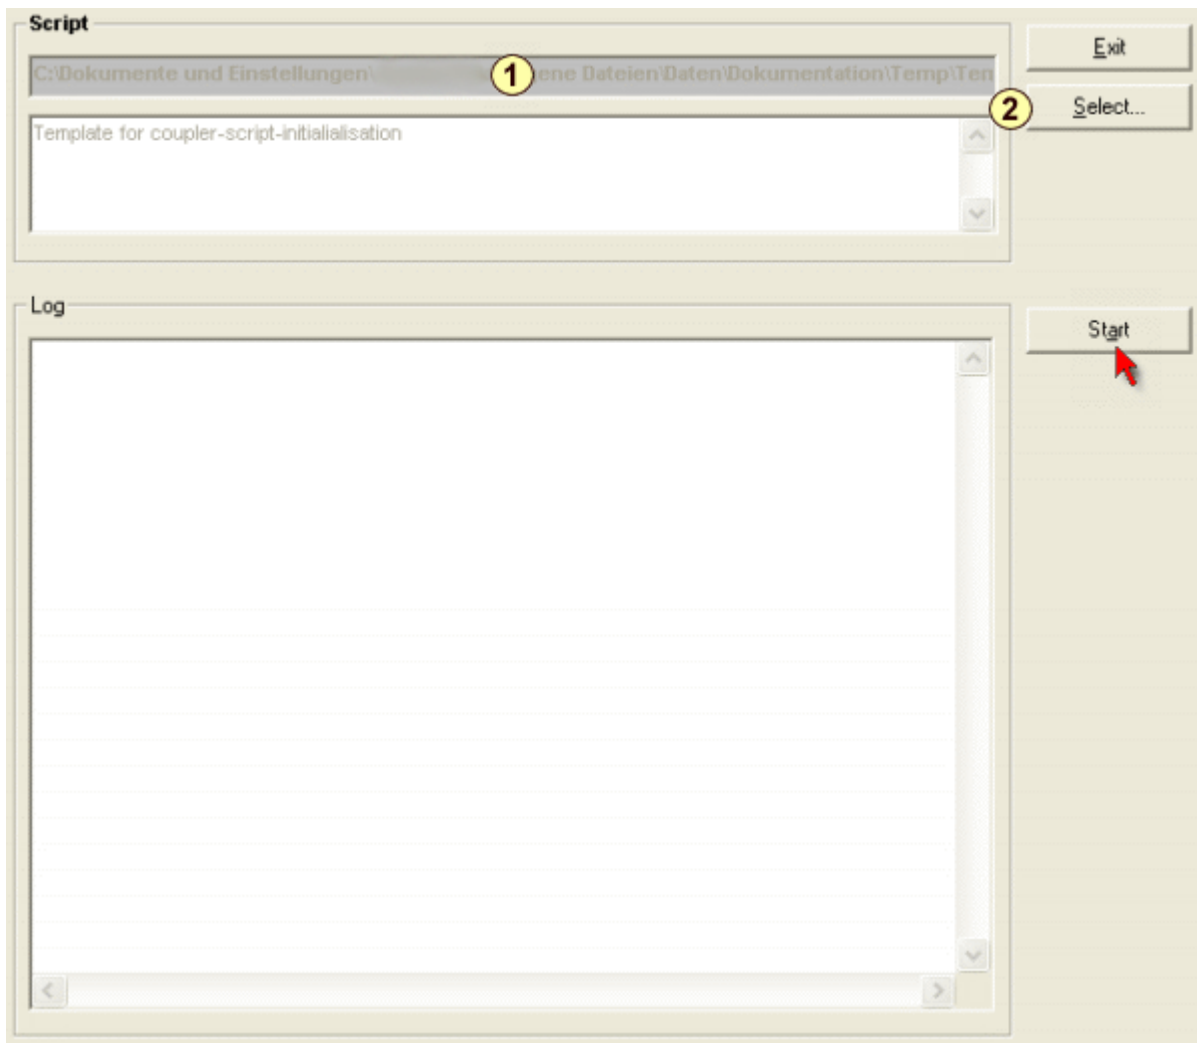 Script
Exit
C:\Dokumente und Einstellungen\ 1 ene Dateien\Daten\Dokumentation\Temp\Ten
2 Select...
Template for coupler-script-initialialisation
Log
Start